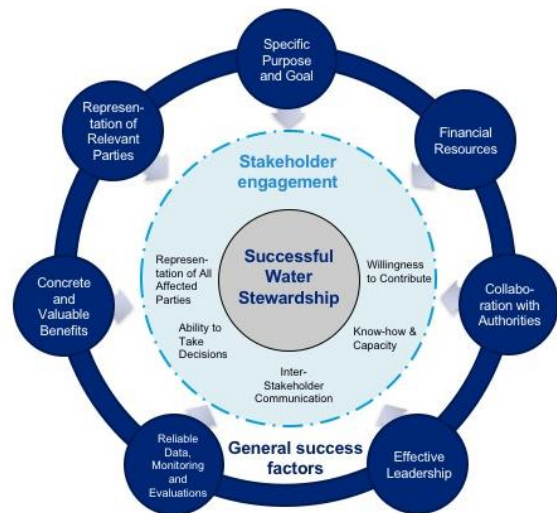 Specific
Purpose
and Goal
Represen-
tation of
Relevant
Parties
Financial
Resources
Stakeholder
engagement
Represen-
tation of All
Affected
Parties
Successful
Water
Stewardship
Willingness
to Contribute
Concrete
and
Valuable
Benefits
Collabo-
ration with
Authorities
Ability to
Take
Decisions
Know-how &
Capacity
Inter-
Stakeholder
Communication
Reliable
Data,
Monitoring
and
Evaluations
General success
factors
Effective
Leadership